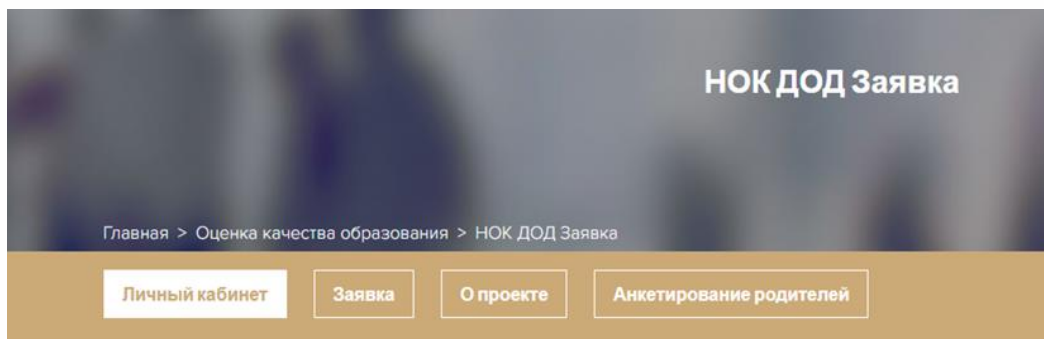 НОК ДОД Заявка
Главная > Оценка качества образования > НОК ДОД Заявка
Личный кабинет Заявка О проекте Анкетирование родителей